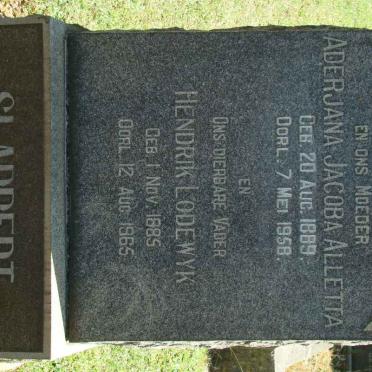 EN ONS MOEDER
ADERJANA JACOBA ALLETTA
GEB. 20 AUG. 1889.
OORL. 7 MEI 1958.
EN
ONS DIERBARE VADER
HENDRIK LODEWYK
GEB. 1 NOV. 1885.
OORL. 12 AUG. 1965.
SLABBERT